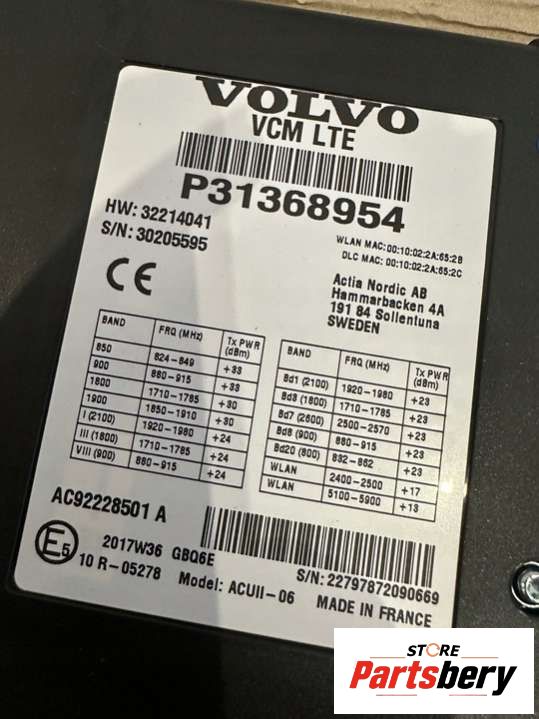 VOLVO
VCM LTE
P31368954
HW: 32214041
S/N: 30205595
WLAN MAC: 00:10:02:2A:65:2B
DLC MAC: 00:10:02:2A:65:2C
CE
Actia Nordic AB
Hammarbacken 4A
191 84 Sollentuna
SWEDEN
BAND FRQ (MHz) Tx PWR (dBm)
850 824-849 +33
900 880-915 +33
1800 1710-1785 +30
1900 1850-1910 +30
I (2100) 1920-1980 +24
III (1800) 1710-1785 +24
VIII (900) 880-915 +24
BAND FRQ (MHz) Tx PWR (dBm)
Bd1 (2100) 1920-1980 +23
Bd3 (1800) 1710-1785 +23
Bd7 (2600) 2500-2570 +23
Bd8 (900) 880-915 +23
Bd20 (800) 832-862 +23
WLAN 2400-2500 +17
WLAN 5100-5900 +13
AC92228501 A
E5
2017W36 GBQ6E
10 R-05278 Model: ACUII-06
S/N: 22797872090669
MADE IN FRANCE
STORE
Partsbery